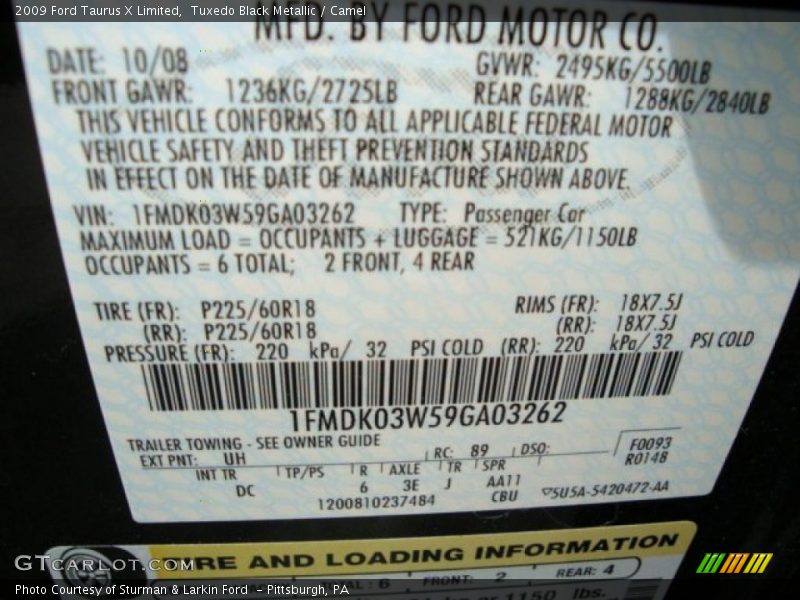 2009 Ford Taurus X Limited, Tuxedo Black Metallic / Camel
MFD. BY FORD MOTOR CO.
DATE: 10/08 GVWR: 2495KG/5500LB
FRONT GAWR: 1236KG/2725LB REAR GAWR: 1288KG/2840LB
THIS VEHICLE CONFORMS TO ALL APPLICABLE FEDERAL MOTOR
VEHICLE SAFETY AND THEFT PREVENTION STANDARDS
IN EFFECT ON THE DATE OF MANUFACTURE SHOWN ABOVE.
VIN: 1FMDK03W59GA03262 TYPE: Passenger Car
MAXIMUM LOAD = OCCUPANTS + LUGGAGE = 521KG/1150LB
OCCUPANTS = 6 TOTAL; 2 FRONT, 4 REAR
TIRE (FR): P225/60R18 RIMS (FR): 18X7.5J
(RR): P225/60R18 (RR): 18X7.5J
PRESSURE (FR): 220 kPa/ 32 PSI COLD (RR): 220 kPa/ 32 PSI COLD
1FMDK03W59GA03262
TRAILER TOWING - SEE OWNER GUIDE
EXT PNT: UH RC: 89 DSO: F0093
R0148
INT TR TP/PS R AXLE TR SPR
DC 6 3E J AA11
1200810237484 CBU 5U5A-5420472-AA
TIRE AND LOADING INFORMATION
TOTAL : 6 FRONT: 2 REAR: 4
or 1150 lbs.
GTCARLOT.COM
Photo Courtesy of Sturman & Larkin Ford - Pittsburgh, PA